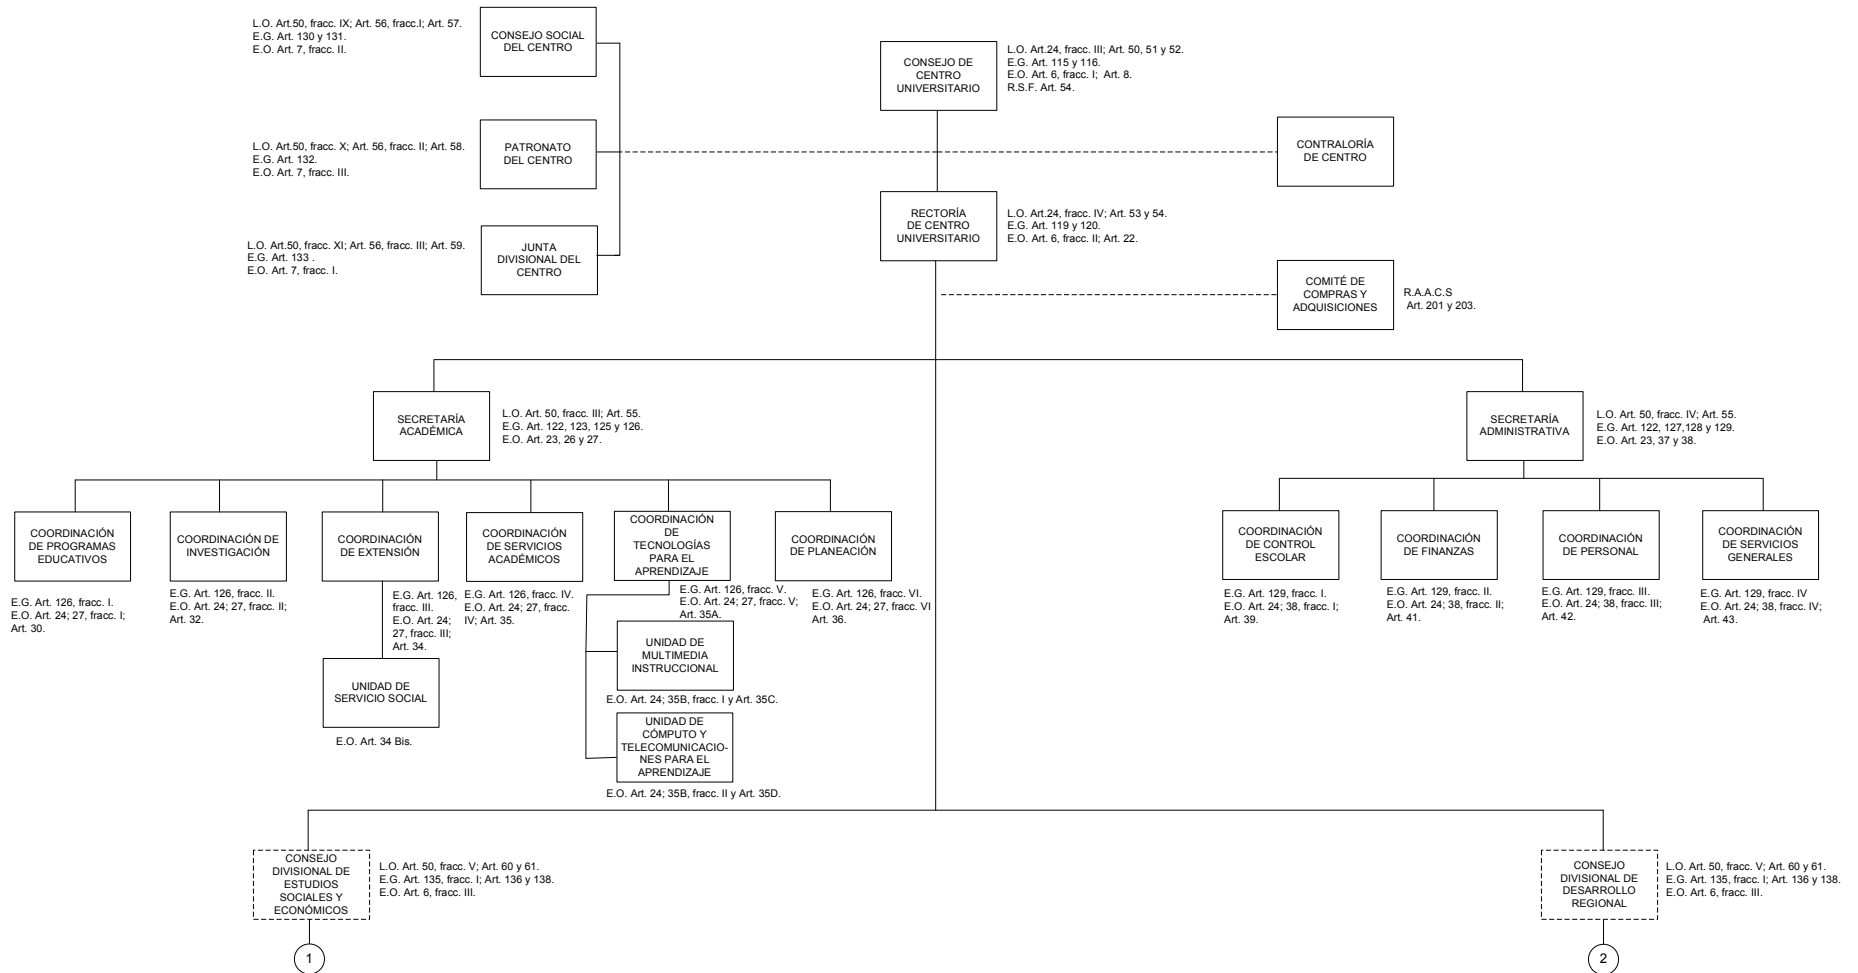 L.O. Art.50, fracc. IX; Art. 56, fracc.I; Art. 57.
E.G. Art. 130 y 131.
E.O. Art. 7, fracc. II.
CONSEJO SOCIAL
DEL CENTRO
CONSEJO DE
CENTRO
UNIVERSITARIO
L.O. Art.24, fracc. III; Art. 50, 51 y 52.
E.G. Art. 115 y 116.
E.O. Art. 6, fracc. I; Art. 8.
R.S.F. Art. 54.
L.O. Art.50, fracc. X; Art. 56, fracc. II; Art. 58.
E.G. Art. 132.
E.O. Art. 7, fracc. III.
PATRONATO
DEL CENTRO
CONTRALORÍA
DE CENTRO
RECTORÍA
DE CENTRO
UNIVERSITARIO
L.O. Art.24, fracc. IV; Art. 53 y 54.
E.G. Art. 119 y 120.
E.O. Art. 6, fracc. II; Art. 22.
L.O. Art.50, fracc. XI; Art. 56, fracc. III; Art. 59.
E.G. Art. 133 .
E.O. Art. 7, fracc. I.
JUNTA
DIVISIONAL DEL
CENTRO
COMITÉ DE
COMPRAS Y
ADQUISICIONES
R.A.A.C.S
Art. 201 y 203.
SECRETARÍA
ACADÉMICA
L.O. Art. 50, fracc. III; Art. 55.
E.G. Art. 122, 123, 125 y 126.
E.O. Art. 23, 26 y 27.
SECRETARÍA
ADMINISTRATIVA
L.O. Art. 50, fracc. IV; Art. 55.
E.G. Art. 122, 127,128 y 129.
E.O. Art. 23, 37 y 38.
COORDINACIÓN
DE PROGRAMAS
EDUCATIVOS
E.G. Art. 126, fracc. I.
E.O. Art. 24; 27, fracc. I;
Art. 30.
COORDINACIÓN DE
INVESTIGACIÓN
E.G. Art. 126, fracc. II.
E.O. Art. 24; 27, fracc. II;
Art. 32.
COORDINACIÓN
DE EXTENSIÓN
E.G. Art. 126,
fracc. III.
E.O. Art. 24;
27, fracc. III;
Art. 34.
UNIDAD DE
SERVICIO SOCIAL
E.O. Art. 34 Bis.
COORDINACIÓN
DE SERVICIOS
ACADÉMICOS
E.G. Art. 126, fracc. IV.
E.O. Art. 24; 27, fracc.
IV; Art. 35.
COORDINACIÓN
DE
TECNOLOGÍAS
PARA EL
APRENDIZAJE
E.G. Art. 126, fracc. V.
E.O. Art. 24; 27, fracc. V;
Art. 35A.
UNIDAD DE
MULTIMEDIA
INSTRUCCIONAL
E.O. Art. 24; 35B, fracc. I y Art. 35C.
UNIDAD DE
CÓMPUTO Y
TELECOMUNICACIO-
NES PARA EL
APRENDIZAJE
E.O. Art. 24; 35B, fracc. II y Art. 35D.
COORDINACIÓN
DE PLANEACIÓN
E.G. Art. 126, fracc. VI.
E.O. Art. 24; 27, fracc. VI
Art. 36.
COORDINACIÓN
DE CONTROL
ESCOLAR
E.G. Art. 129, fracc. I.
E.O. Art. 24; 38, fracc. I;
Art. 39.
COORDINACIÓN
DE FINANZAS
E.G. Art. 129, fracc. II.
E.O. Art. 24; 38, fracc. II;
Art. 41.
COORDINACIÓN
DE PERSONAL
E.G. Art. 129, fracc. III.
E.O. Art. 24; 38, fracc. III;
Art. 42.
COORDINACIÓN
DE SERVICIOS
GENERALES
E.G. Art. 129, fracc. IV
E.O. Art. 24; 38, fracc. IV;
Art. 43.
CONSEJO
DIVISIONAL DE
ESTUDIOS
SOCIALES Y
ECONÓMICOS
L.O. Art. 50, fracc. V; Art. 60 y 61.
E.G. Art. 135, fracc. I; Art. 136 y 138.
E.O. Art. 6, fracc. III.
1
CONSEJO
DIVISIONAL DE
DESARROLLO
REGIONAL
L.O. Art. 50, fracc. V; Art. 60 y 61.
E.G. Art. 135, fracc. I; Art. 136 y 138.
E.O. Art. 6, fracc. III.
2